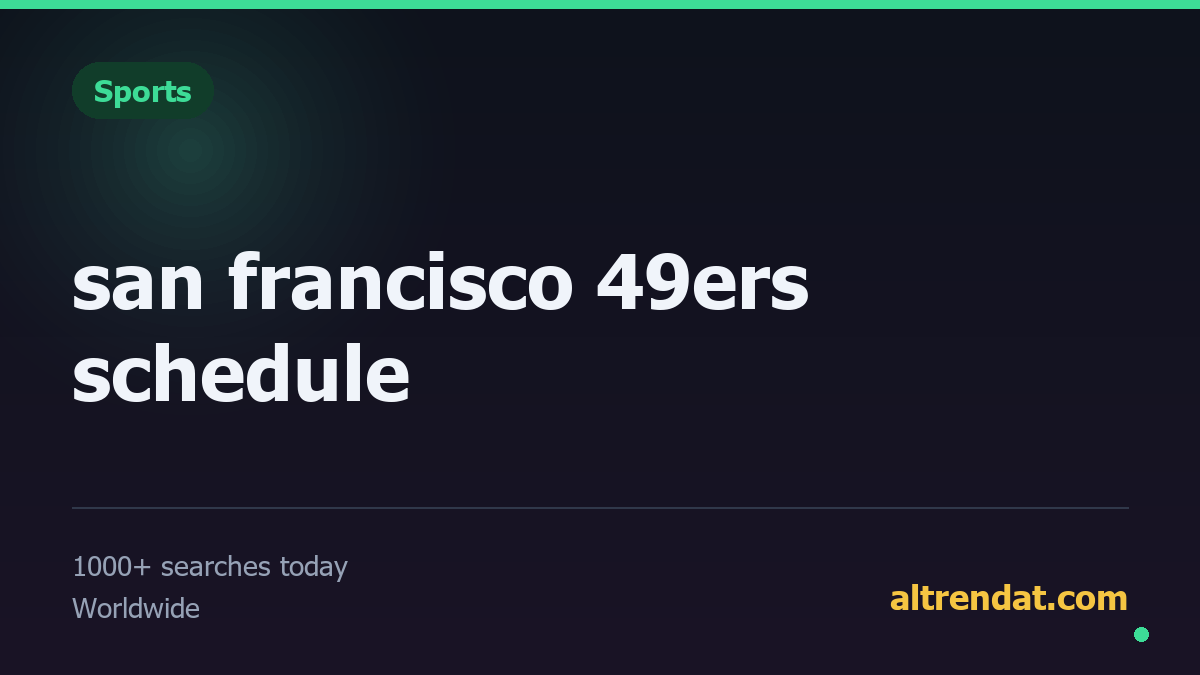 Sports
san francisco 49ers
schedule
1000+ searches today
Worldwide
altrendat.com